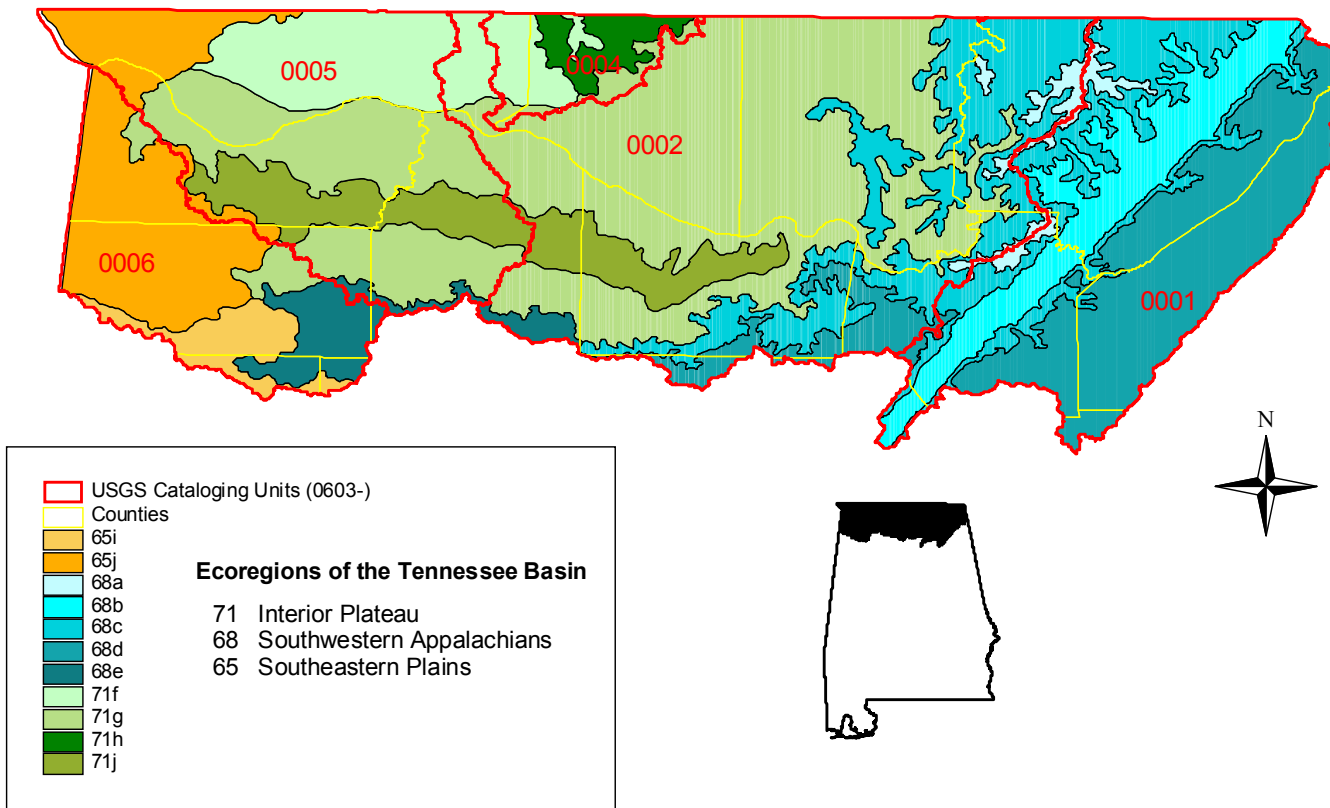 0005
0004
0002
0006
0001
N
USGS Cataloging Units (0603-)
Counties
65i
65j
68a
68b
68c
68d
68e
71f
71g
71h
71j
Ecoregions of the Tennessee Basin
71 Interior Plateau
68 Southwestern Appalachians
65 Southeastern Plains